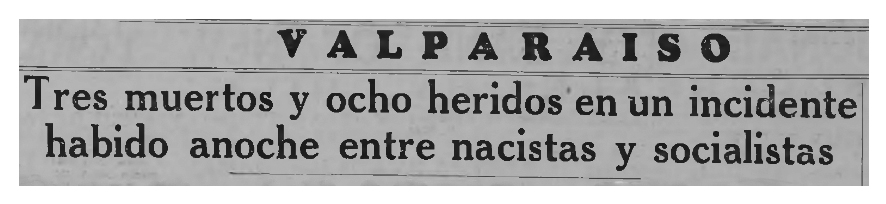 VALPARAISO
Tres muertos y ocho heridos en un incidente
habido anoche entre nacistas y socialistas